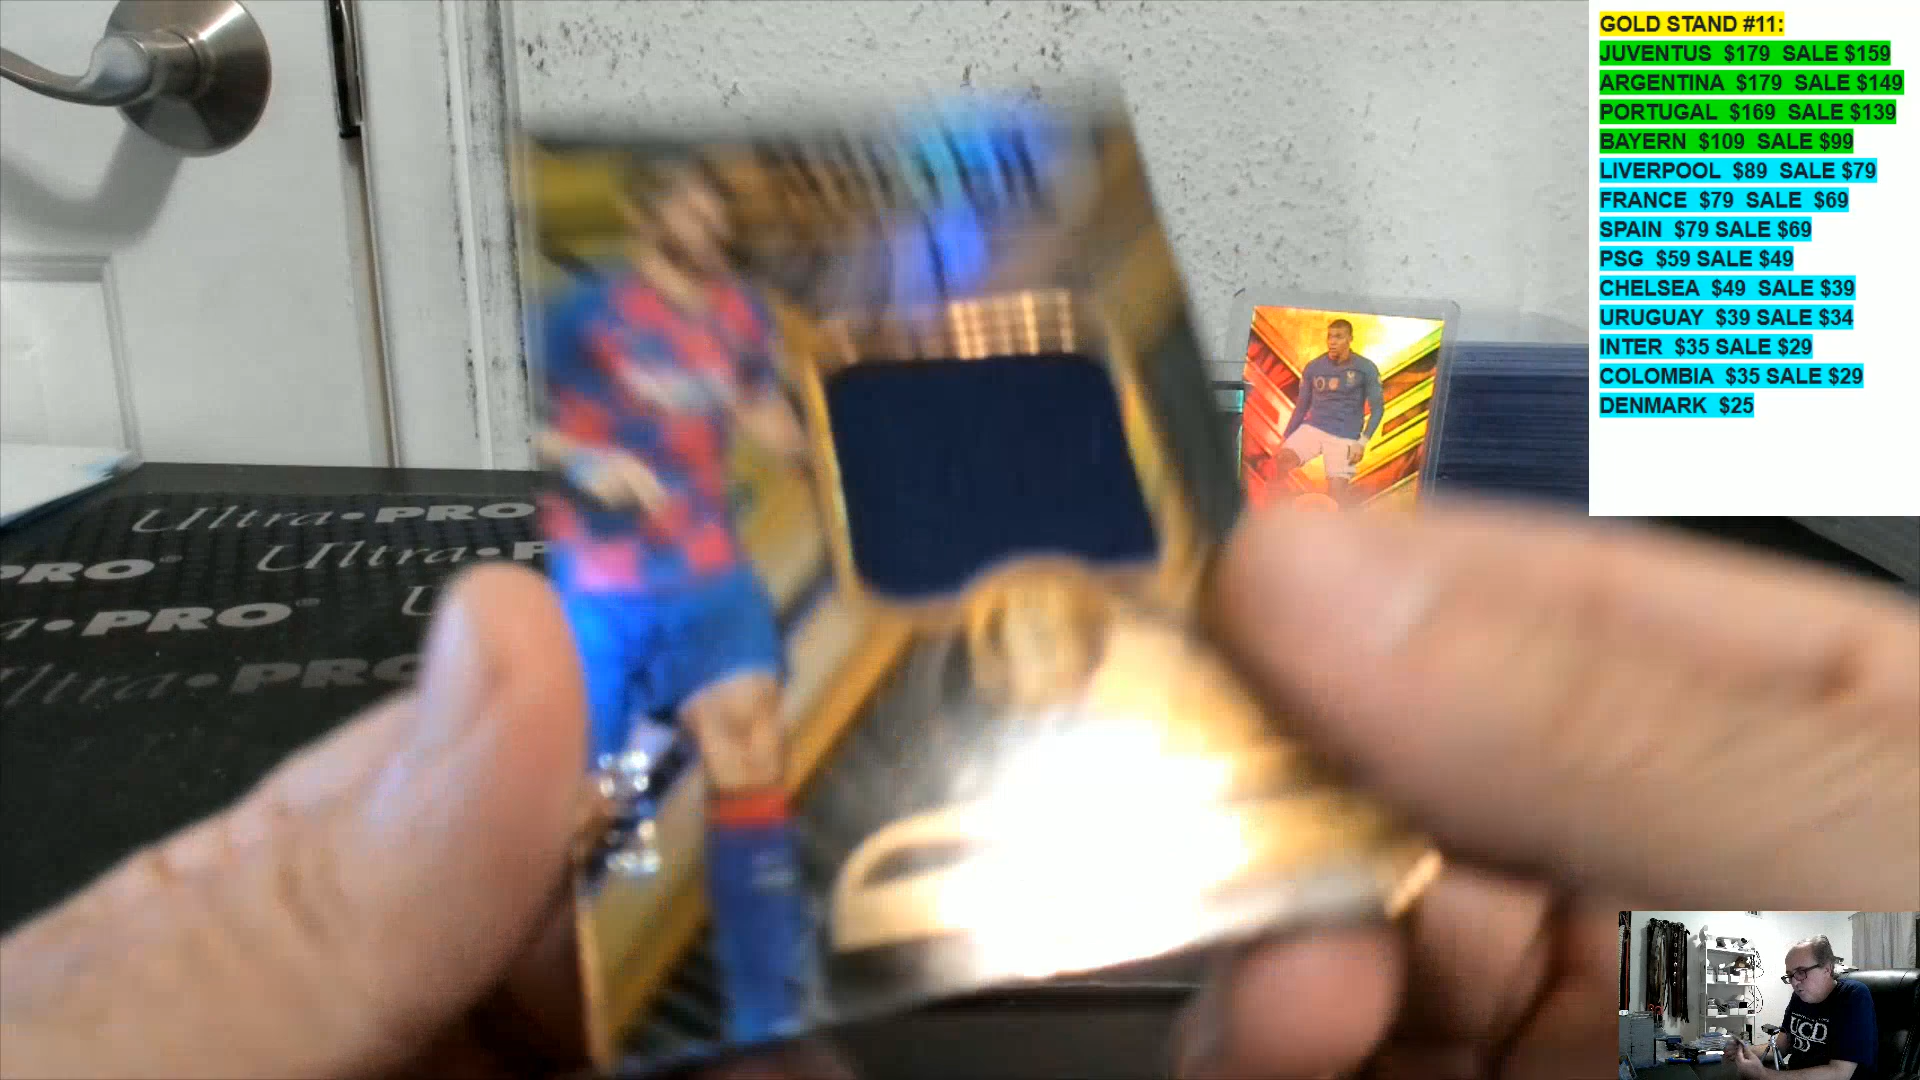 GOLD STAND #11:
JUVENTUS $179 SALE $159
ARGENTINA $179 SALE $149
PORTUGAL $169 SALE $139
BAYERN $109 SALE $99
LIVERPOOL $89 SALE $79
FRANCE $79 SALE $69
SPAIN $79 SALE $69
PSG $59 SALE $49
CHELSEA $49 SALE $39
URUGUAY $39 SALE $34
INTER $35 SALE $29
COLOMBIA $35 SALE $29
DENMARK $25
Ultra•PRO
PRO® Ultra•P
PRO®
Ultra•PRO
UCD